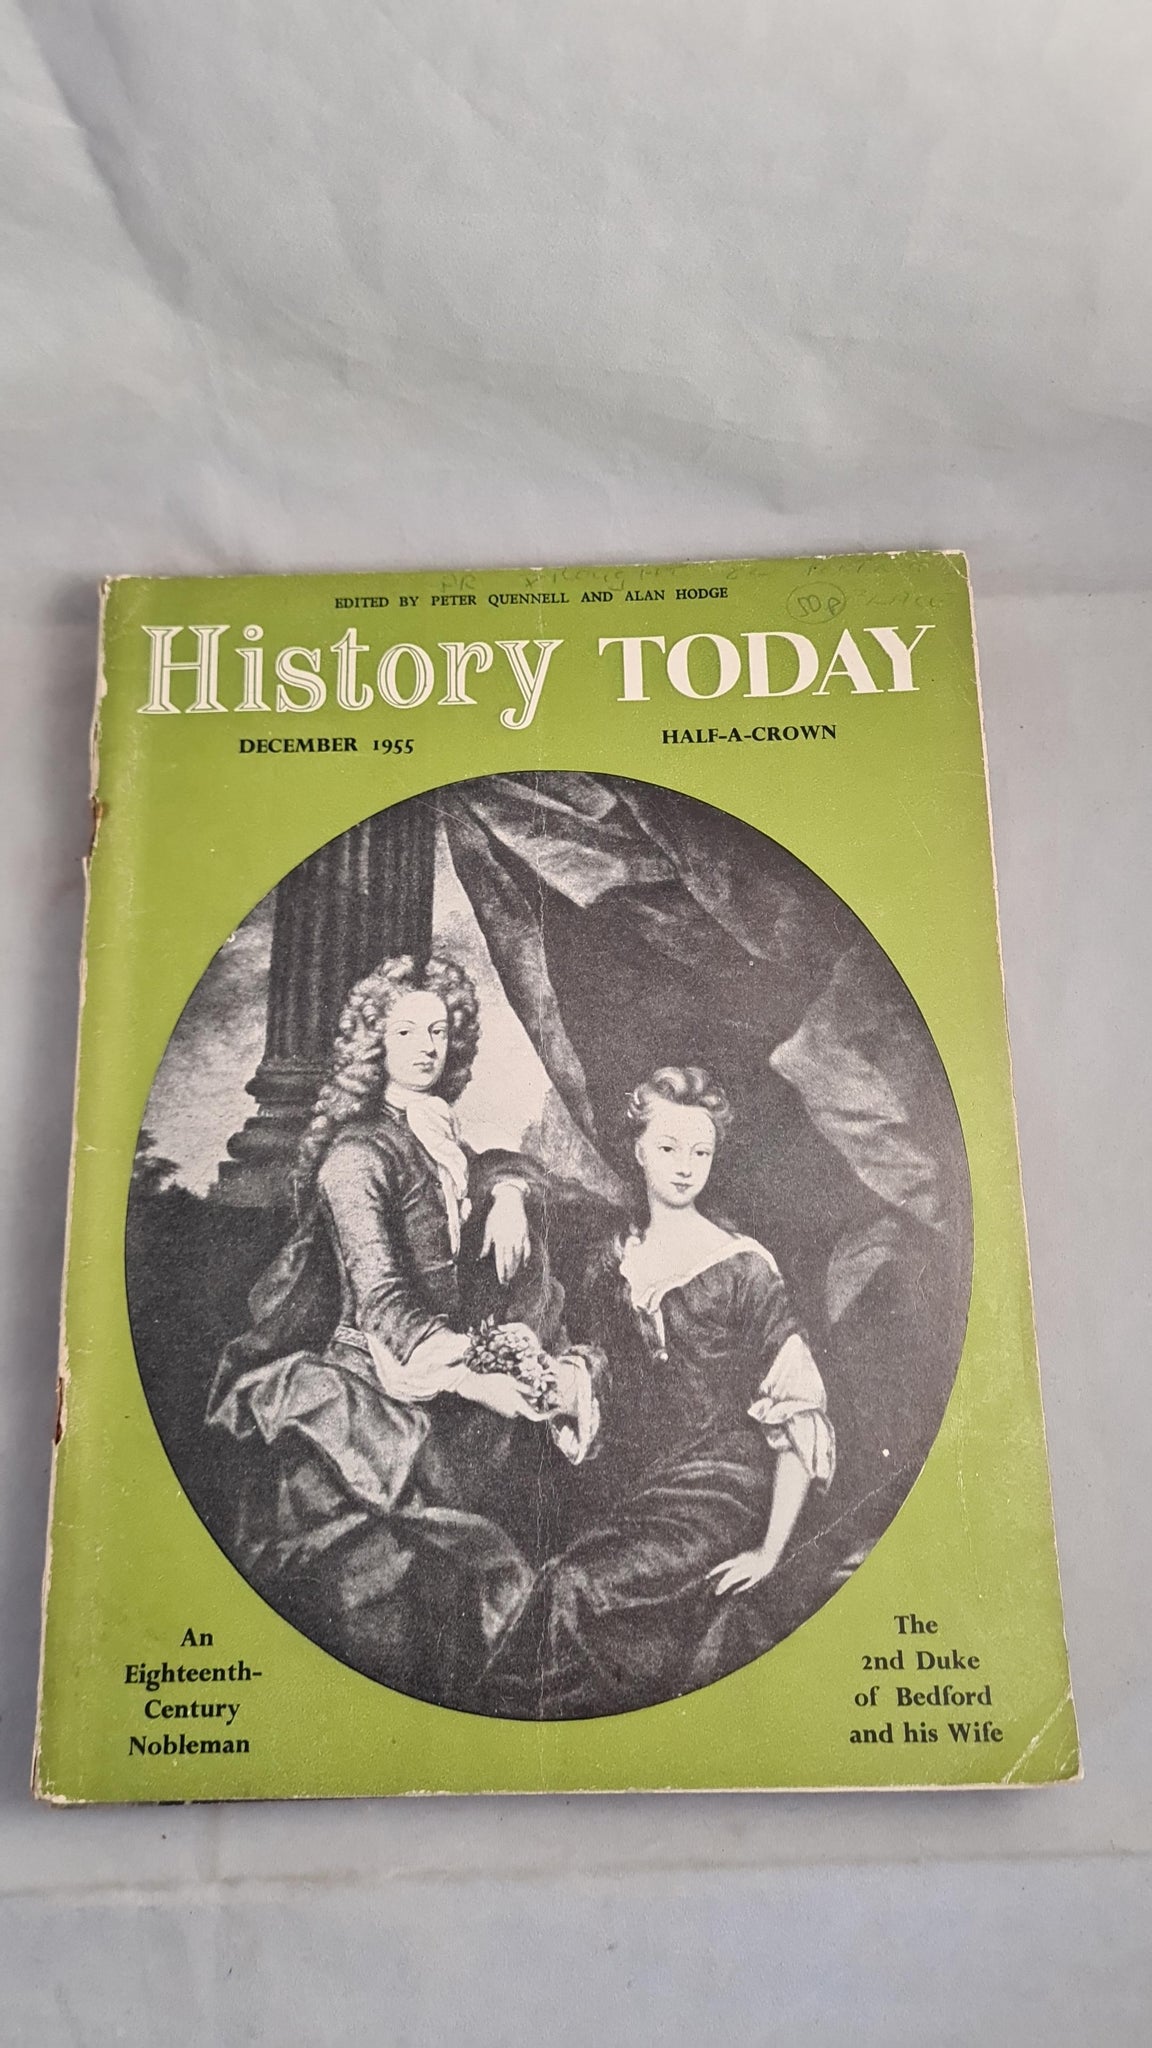 EDITED BY PETER QUENNELL AND ALAN HODGE
50p
History TODAY
DECEMBER 1955
HALF-A-CROWN
An
Eighteenth-
Century
Nobleman
The
2nd Duke
of Bedford
and his Wife